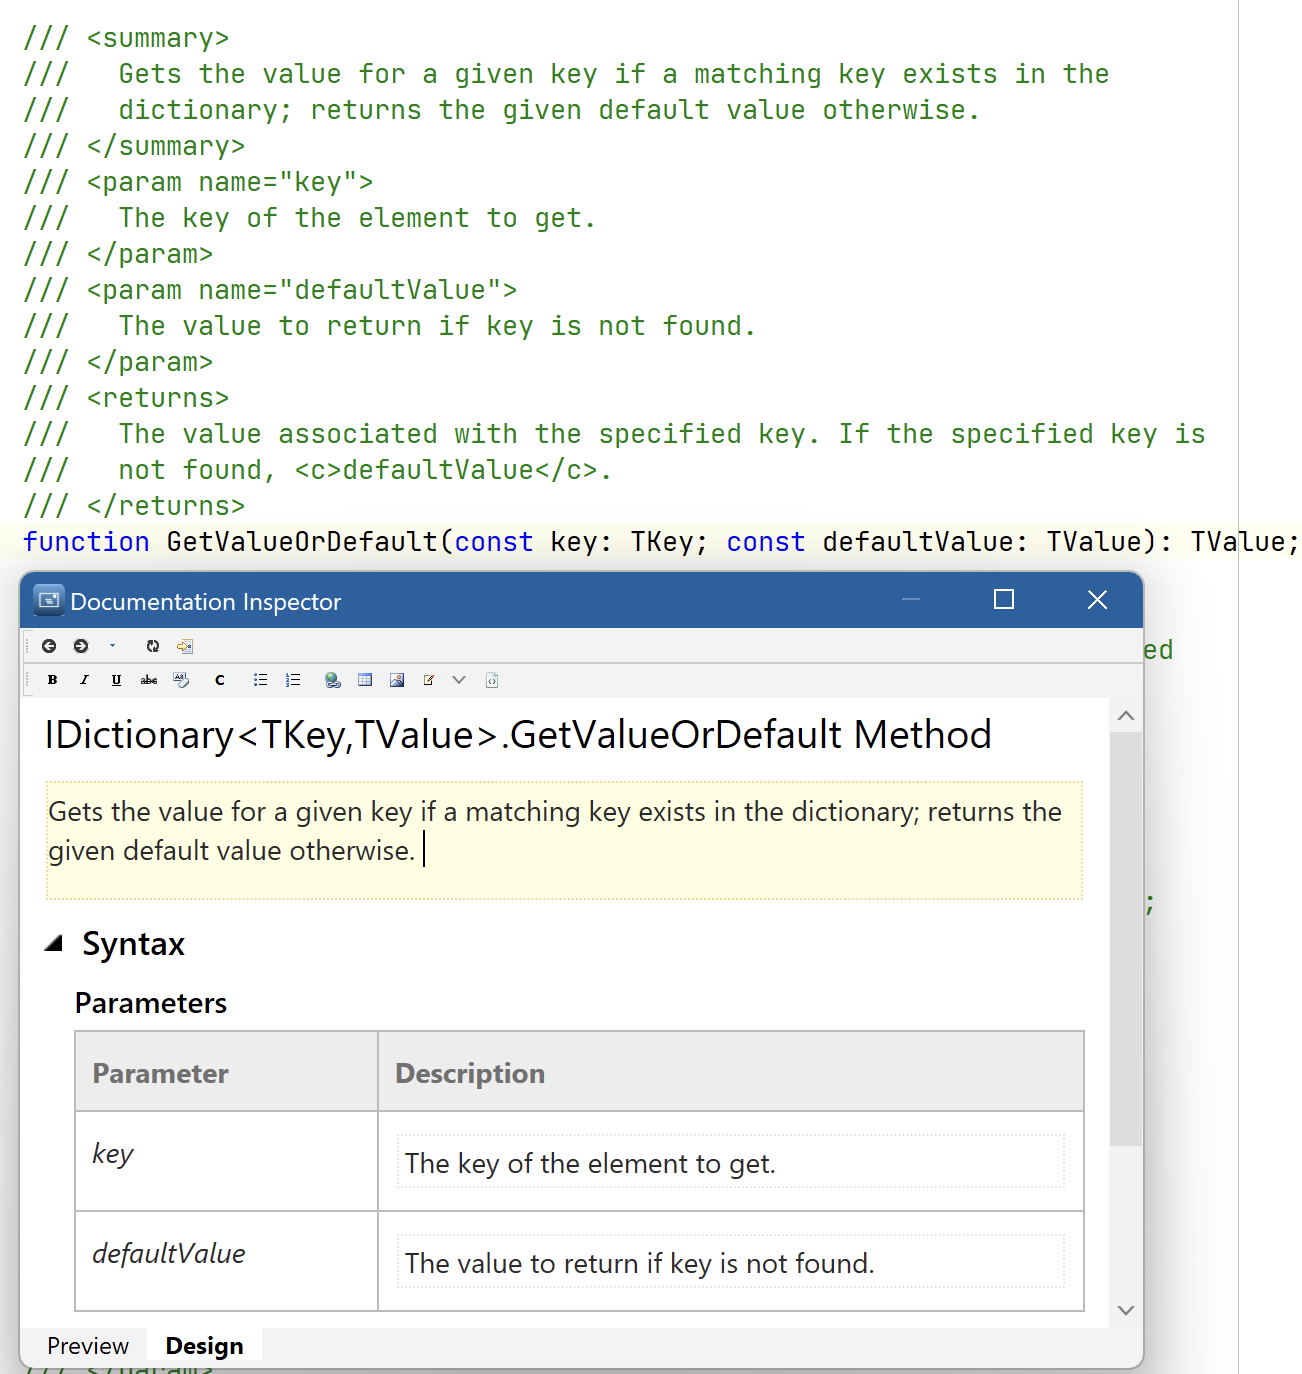 /// <summary>
///   Gets the value for a given key if a matching key exists in the
///   dictionary; returns the given default value otherwise.
/// </summary>
/// <param name="key">
///   The key of the element to get.
/// </param>
/// <param name="defaultValue">
///   The value to return if key is not found.
/// </param>
/// <returns>
///   The value associated with the specified key. If the specified key is
///   not found, <c>defaultValue</c>.
/// </returns>
function GetValueOrDefault(const key: TKey; const defaultValue: TValue): TValue;
Documentation Inspector
ed
B I U abc C
IDictionary<TKey,TValue>.GetValueOrDefault Method
Gets the value for a given key if a matching key exists in the dictionary; returns the
given default value otherwise.
;
Syntax
Parameters
Parameter Description
key The key of the element to get.
defaultValue The value to return if key is not found.
Preview Design
/// </param>